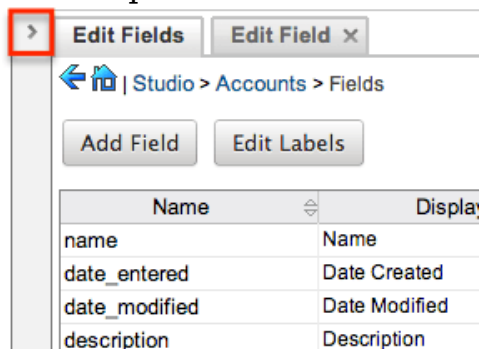 > Edit Fields Edit Field ×
| Studio > Accounts > Fields
Add Field Edit Labels
Name Display
name Name
date_entered Date Created
date_modified Date Modified
description Description